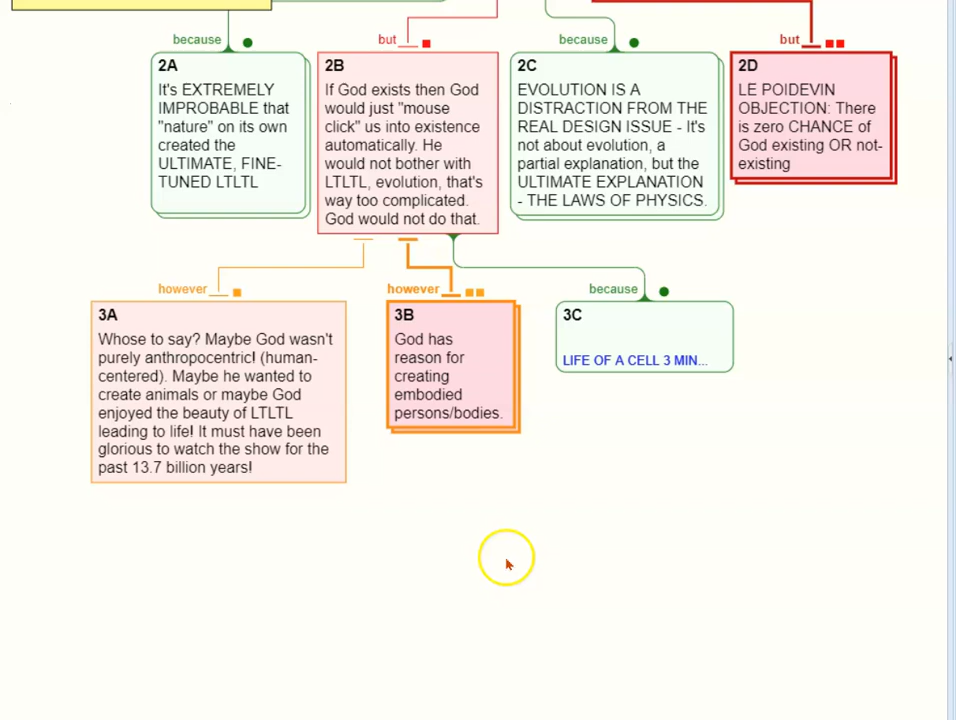 because
but
because
but
2A
It's EXTREMELY
IMPROBABLE that
"nature" on its own
created the
ULTIMATE, FINE-
TUNED LTLTL
2B
If God exists then God
would just "mouse
click" us into existence
automatically. He
would not bother with
LTLTL, evolution, that's
way too complicated.
God would not do that.
2C
EVOLUTION IS A
DISTRACTION FROM THE
REAL DESIGN ISSUE - It's
not about evolution, a
partial explanation, but the
ULTIMATE EXPLANATION
- THE LAWS OF PHYSICS.
2D
LE POIDEVIN
OBJECTION: There
is zero CHANCE of
God existing OR not-
existing
however
however
because
3A
Whose to say? Maybe God wasn't
purely anthropocentric! (human-
centered). Maybe he wanted to
create animals or maybe God
enjoyed the beauty of LTLTL
leading to life! It must have been
glorious to watch the show for the
past 13.7 billion years!
3B
God has
reason for
creating
embodied
persons/bodies.
3C
LIFE OF A CELL 3 MIN...